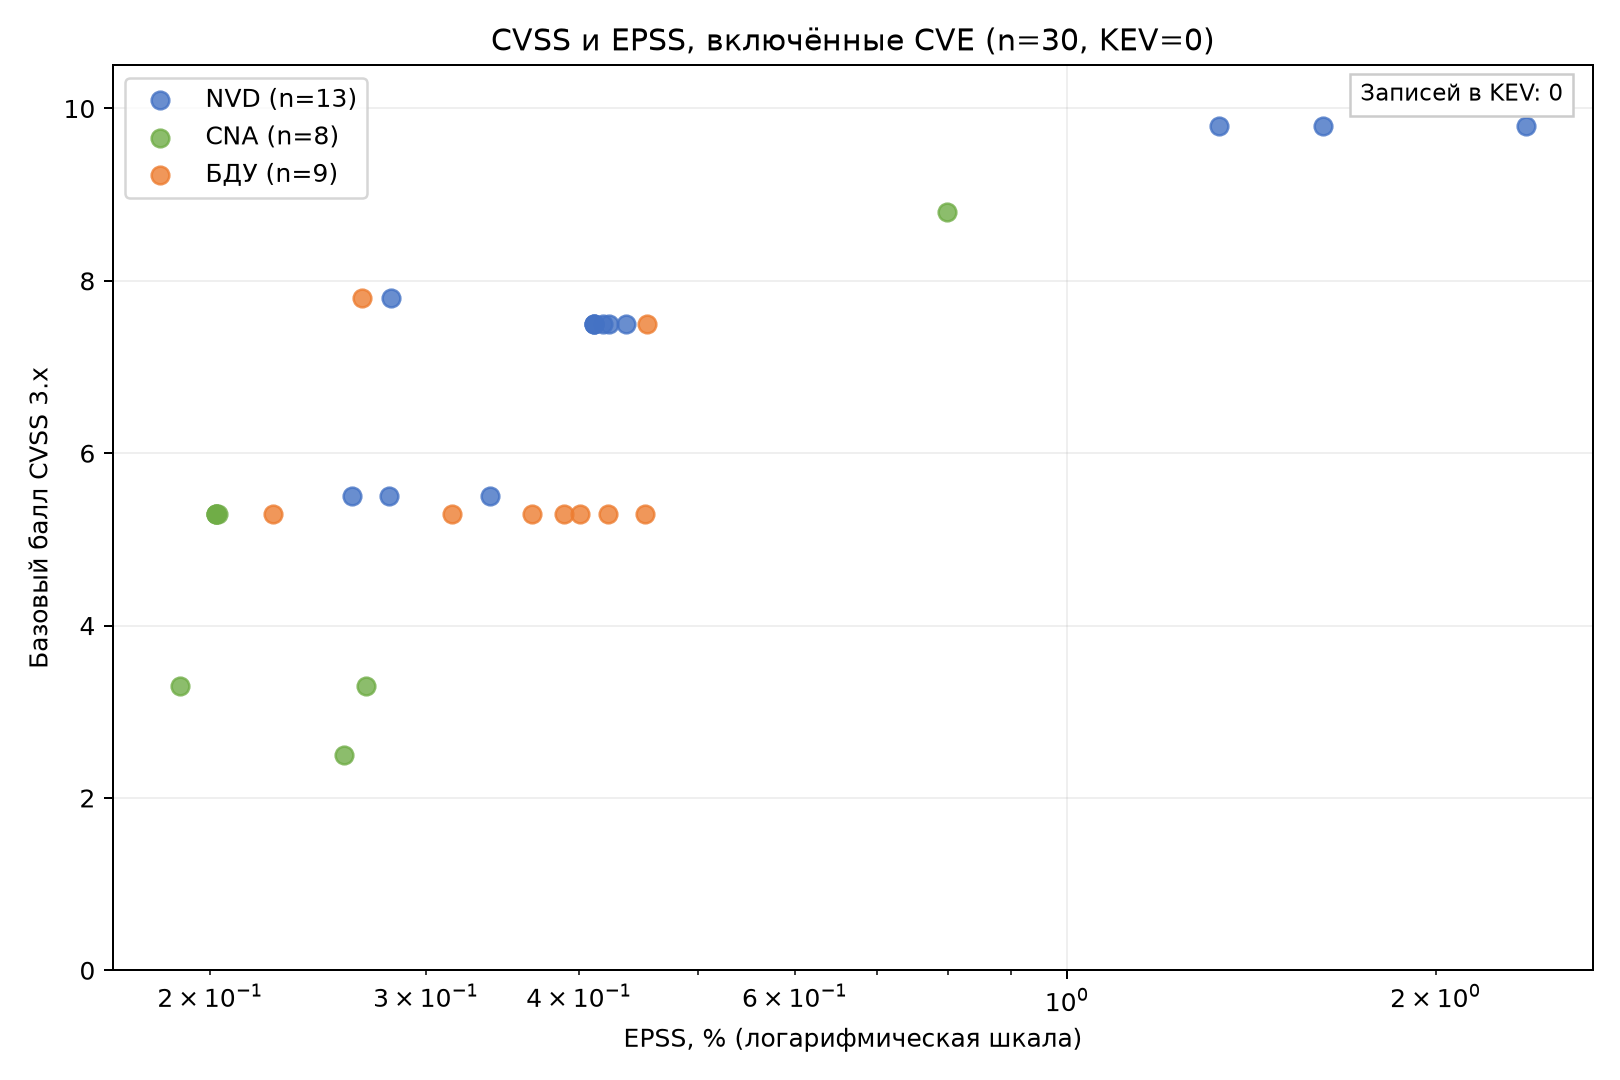 CVSS и EPSS, включённые CVE (n=30, KEV=0)
NVD (n=13)
CNA (n=8)
БДУ (n=9)
Записей в KEV: 0
Базовый балл CVSS 3.x
10
8
6
4
2
0
2 × 10⁻¹
3 × 10⁻¹
4 × 10⁻¹
6 × 10⁻¹
10⁰
2 × 10⁰
EPSS, % (логарифмическая шкала)